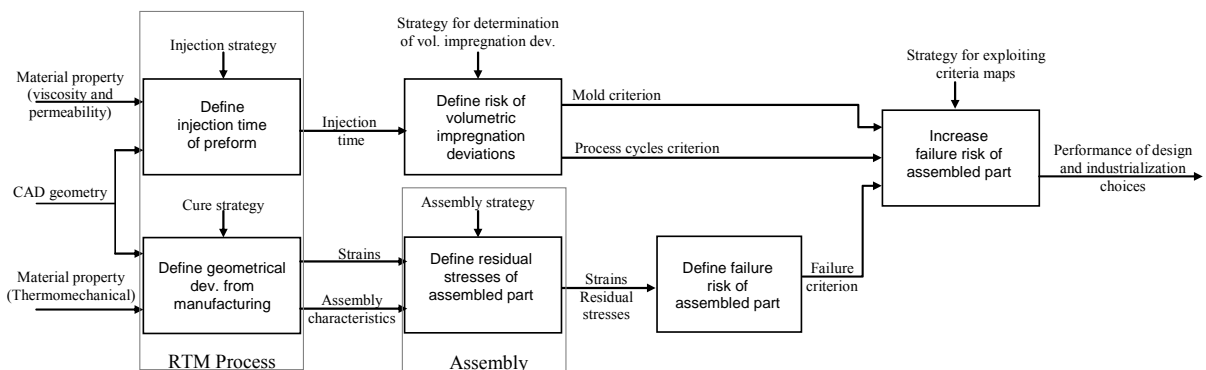 Injection strategy
Strategy for determination
of vol. impregnation dev.
Strategy for exploiting
criteria maps
Material property
(viscosity and
permeability)
Define
injection time
of preform
Injection
time
Define risk of
volumetric
impregnation
deviations
Mold criterion
Process cycles criterion
Increase
failure risk of
assembled part
Performance of design
and industrialization
choices
CAD geometry
Cure strategy
Assembly strategy
Material property
(Thermomechanical)
Define geometrical
dev. from
manufacturing
Strains
Assembly
characteristics
Define residual
stresses of
assembled part
Strains
Residual
stresses
Define failure
risk of
assembled part
Failure
criterion
RTM Process
Assembly